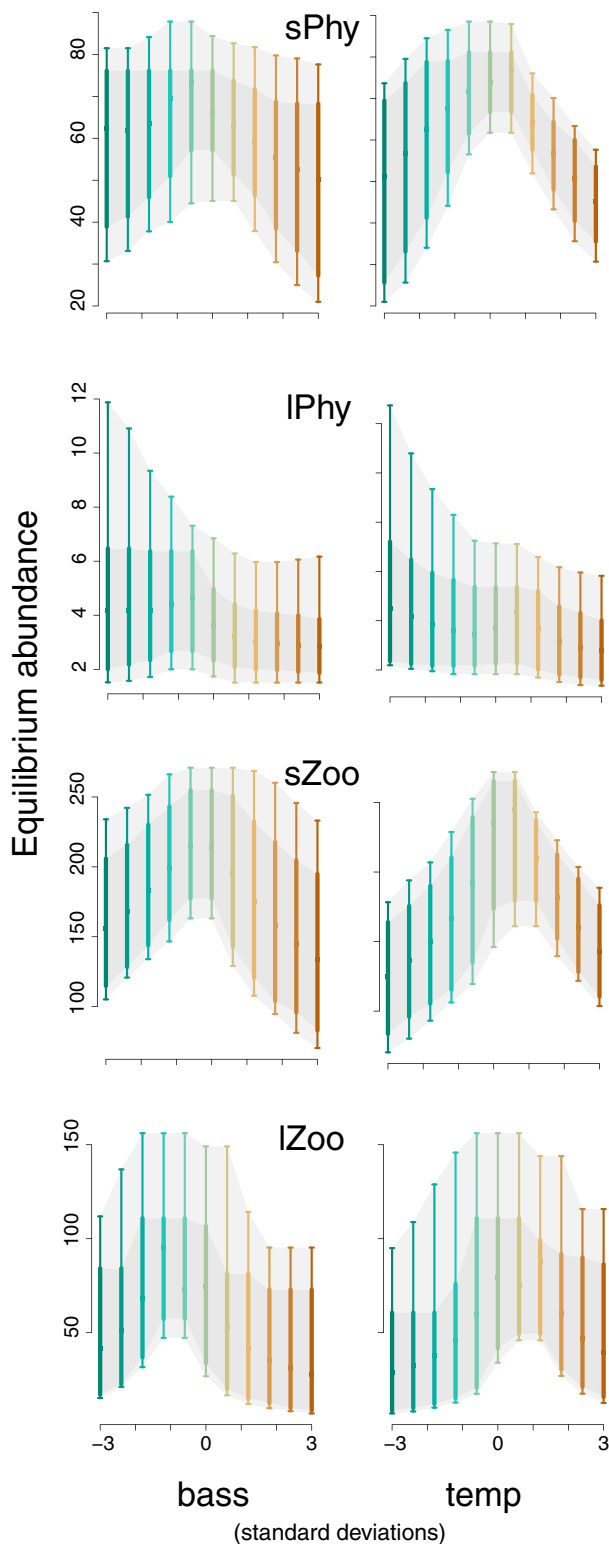 sPhy
80
60
40
20
lPhy
12
10
8
6
4
2
Equilibrium abundance
sZoo
250
200
150
100
lZoo
150
100
50
−3 0 3 −3 0 3
bass temp
(standard deviations)